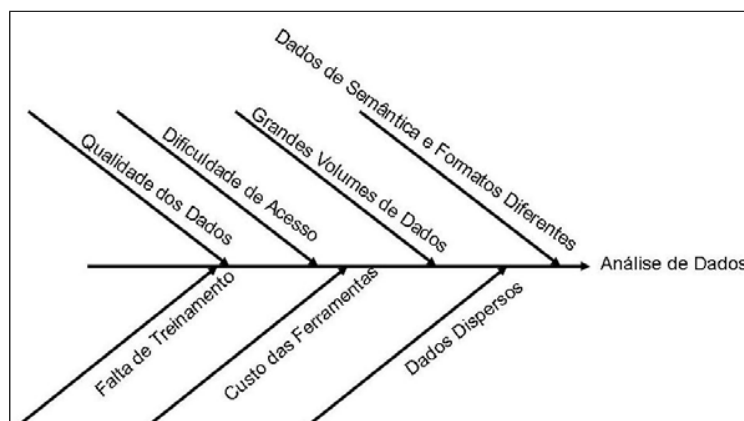 Dados de Semântica e Formatos Diferentes
Grandes Volumes de Dados
Dificuldade de Acesso
Qualidade dos Dados
Análise de Dados
Falta de Treinamento
Custo das Ferramentas
Dados Dispersos